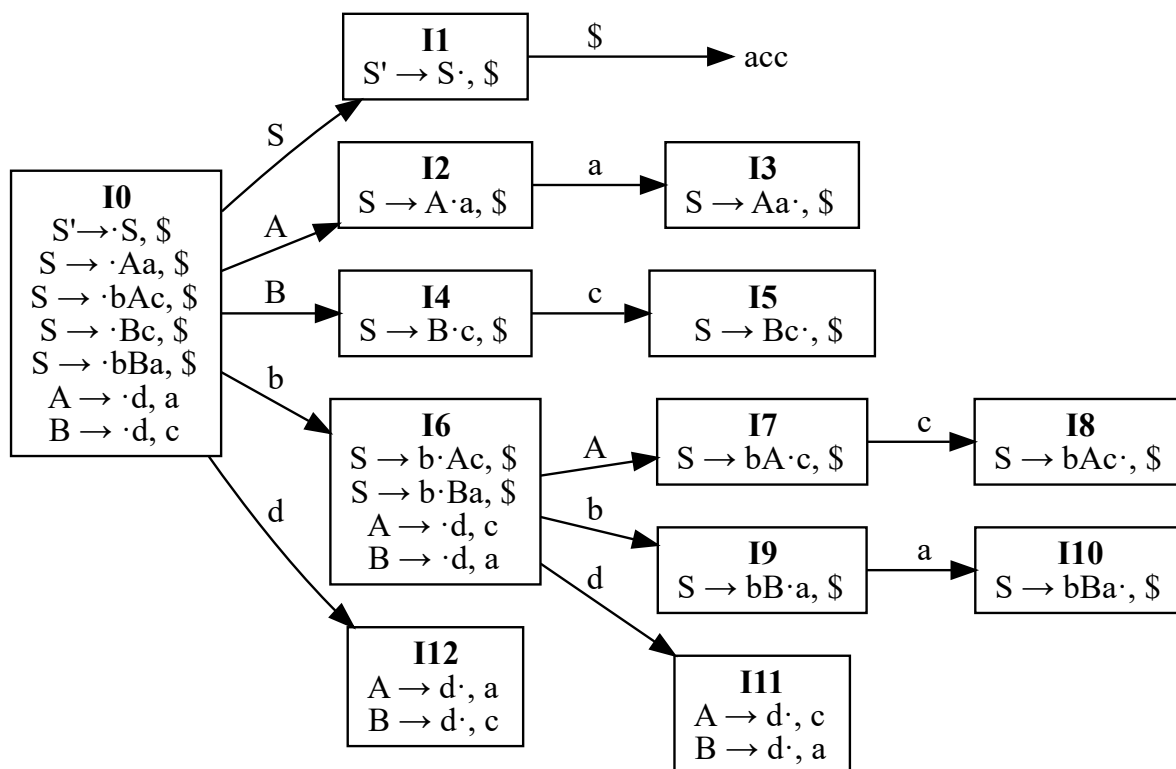 I1
S' → S·, $
$
acc
S
I2
S → A·a, $
a
I3
S → Aa·, $
I0
S'→·S, $
S → ·Aa, $
S → ·bAc, $
S → ·Bc, $
S → ·bBa, $
A → ·d, a
B → ·d, c
A
B
I4
S → B·c, $
c
I5
S → Bc·, $
b
I6
S → b·Ac, $
S → b·Ba, $
A → ·d, c
B → ·d, a
A
I7
S → bA·c, $
c
I8
S → bAc·, $
b
I9
S → bB·a, $
a
I10
S → bBa·, $
d
d
I12
A → d·, a
B → d·, c
I11
A → d·, c
B → d·, a